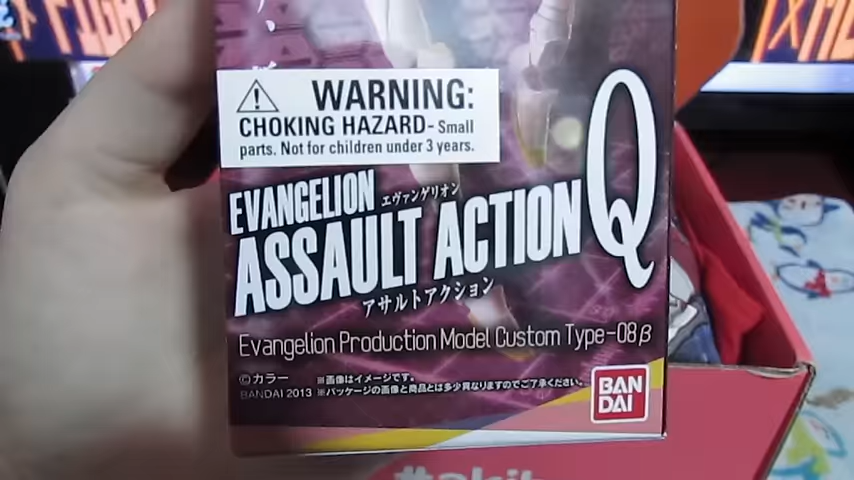 FIGHT
WARNING:
CHOKING HAZARD - Small
parts. Not for children under 3 years.
EVANGELION エヴァンゲリオン
ASSAULT ACTION Q
アサルトアクション
Evangelion Production Model Custom Type-08β
©カラー ※画像はイメージです。
BANDAI 2013 ※パッケージの画像と商品とは多少異なりますのでご了承ください。
BAN
DAI